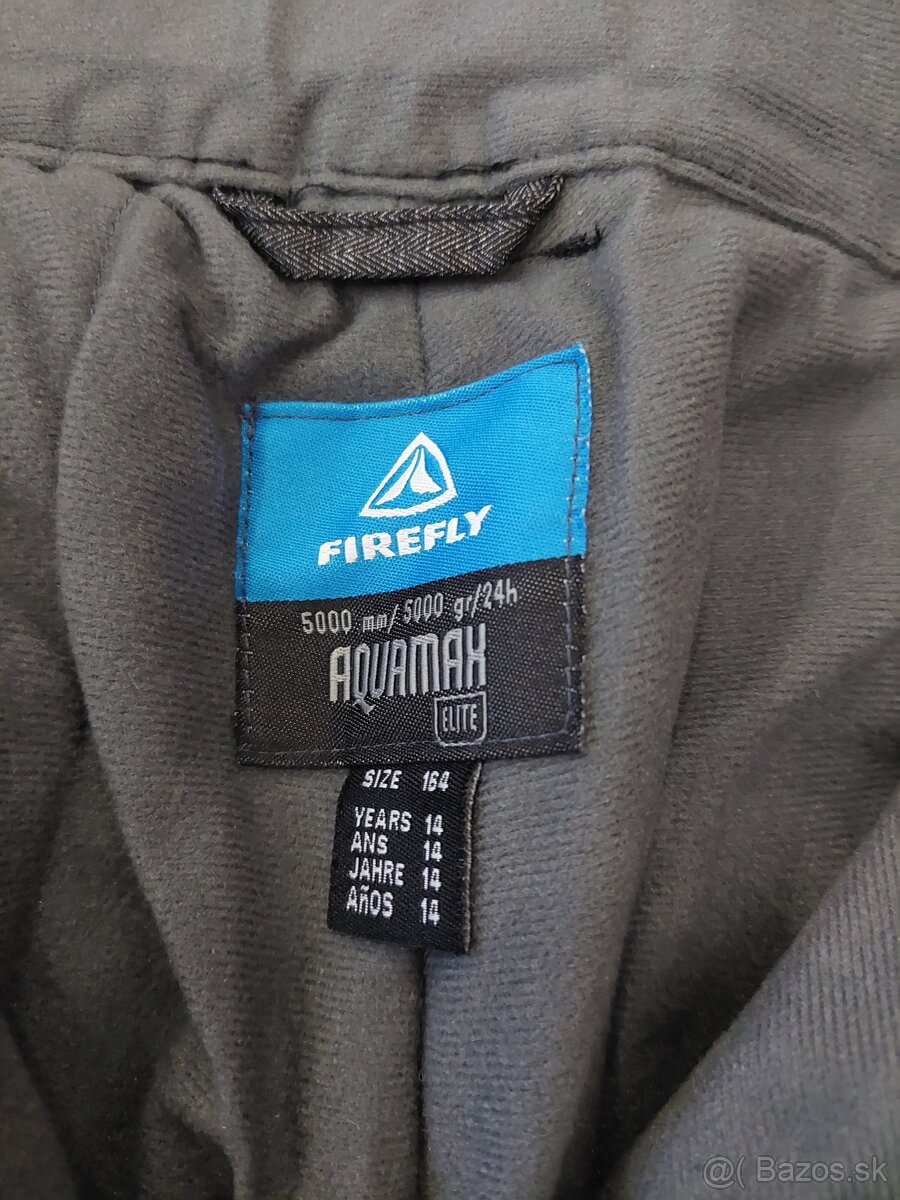 FIREFLY
5000 mm/5000 gr/24h
AQUAMAX
ELITE
SIZE 164
YEARS 14
ANS 14
JAHRE 14
AÑOS 14
@( Bazos.sk